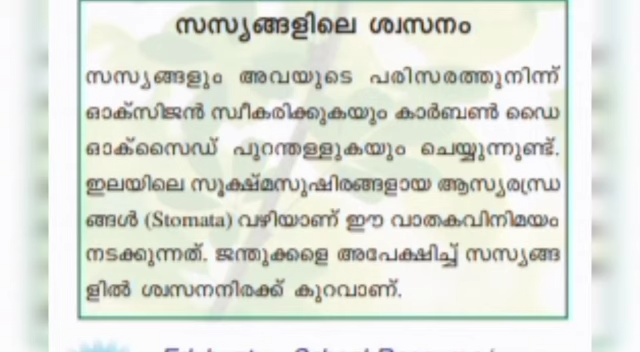 സസ്യങ്ങളിലെ ശ്വസനം
സസ്യങ്ങളും അവയുടെ പരിസരത്തുനിന്ന്
ഓക്സിജൻ സ്വീകരിക്കുകയും കാർബൺ ഡൈ
ഓക്സൈഡ് പുറന്തള്ളുകയും ചെയ്യുന്നുണ്ട്.
ഇലയിലെ സൂക്ഷ്മസുഷിരങ്ങളായ ആസ്യരന്ധ്ര
ങ്ങൾ (Stomata) വഴിയാണ് ഈ വാതകവിനിമയം
നടക്കുന്നത്. ജന്തുക്കളെ അപേക്ഷിച്ച് സസ്യങ്ങ
ളിൽ ശ്വസനനിരക്ക് കുറവാണ്.